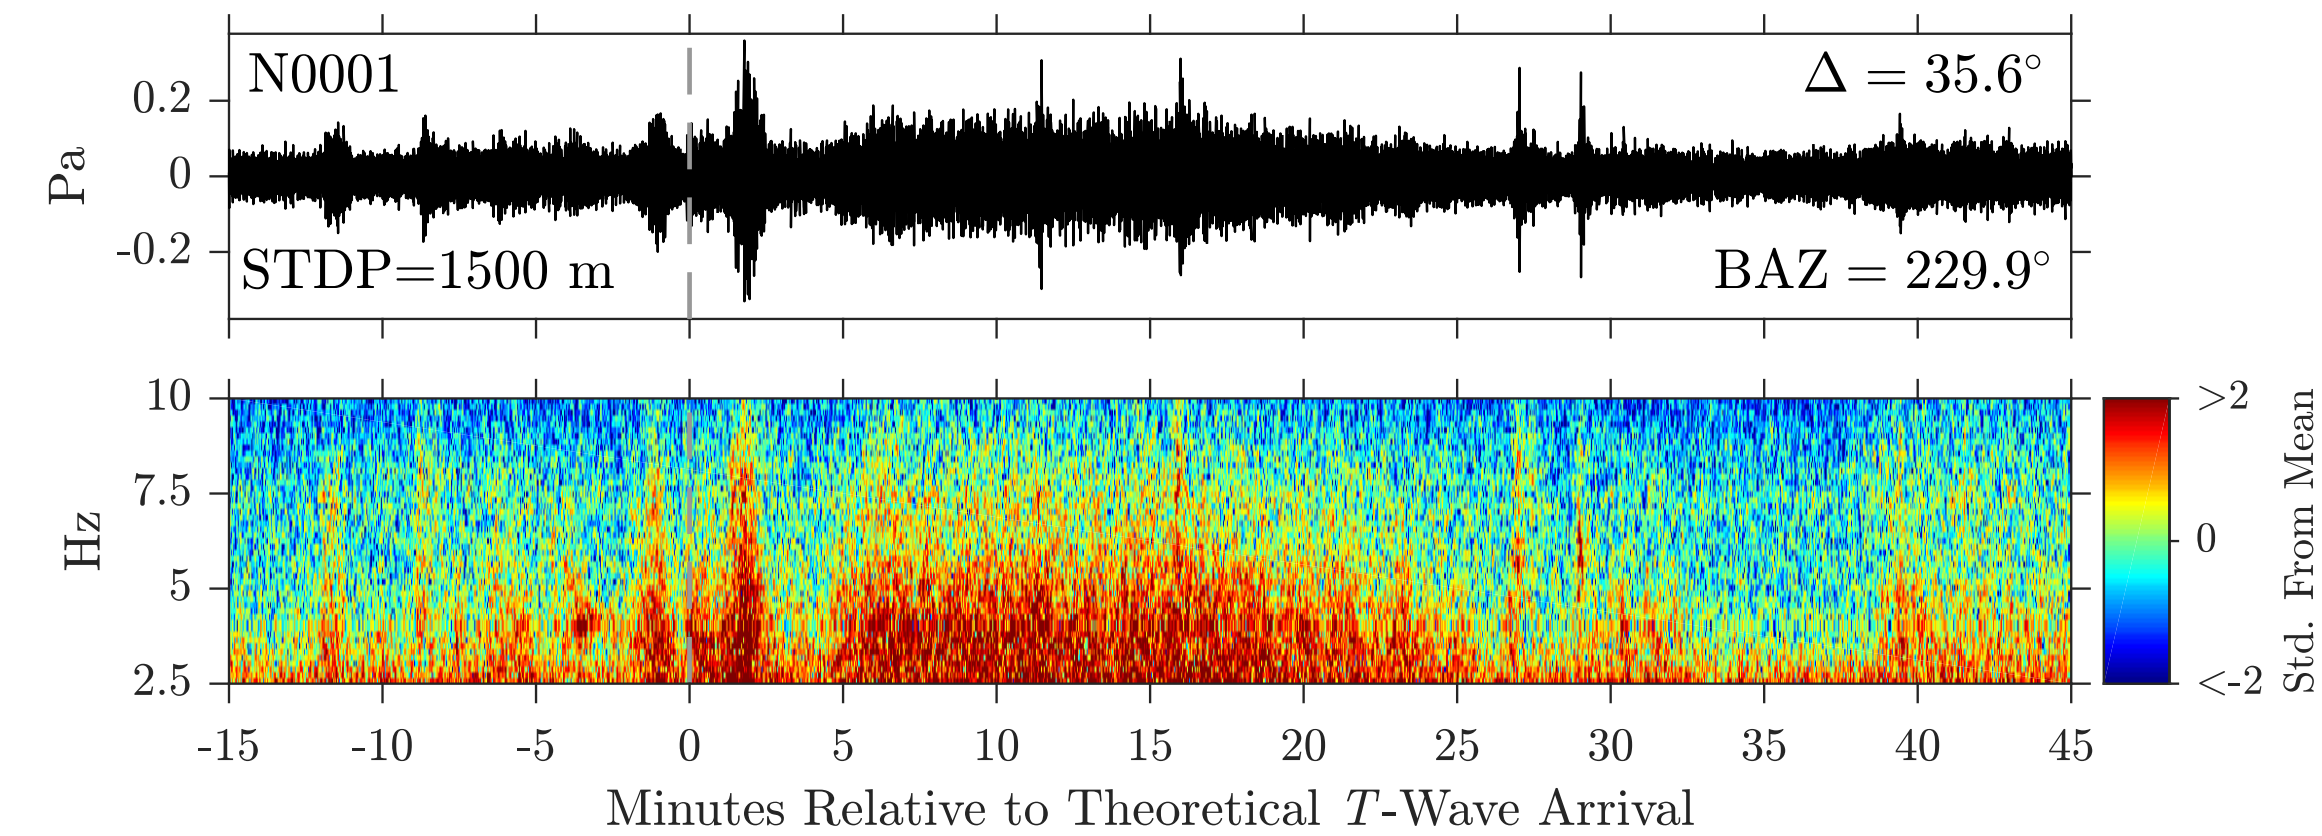 N0001
Δ = 35.6°
0.2
0
-0.2
Pa
STDP=1500 m
BAZ = 229.9°
10
7.5
5
2.5
Hz
>2
0
<-2
Std. From Mean
-15 -10 -5 0 5 10 15 20 25 30 35 40 45
Minutes Relative to Theoretical T-Wave Arrival